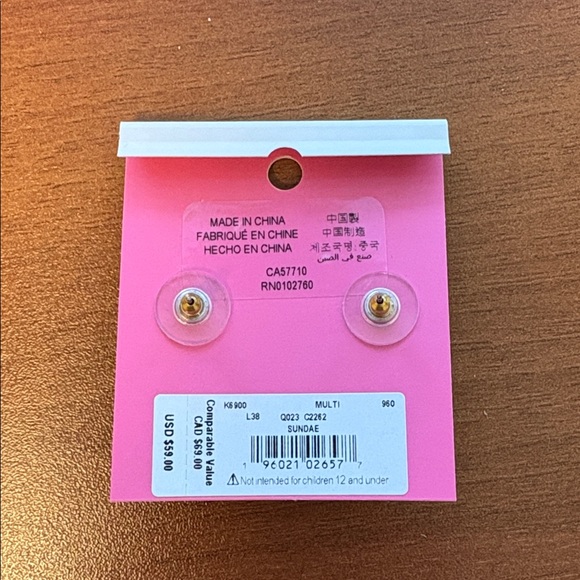 MADE IN CHINA
FABRIQUÉ EN CHINE
HECHO EN CHINA
中国製
中国制造
제조국명:중국
صنع في الصين
CA57710
RN0102760
K6900 MULTI 960
L38 Q023 C2262
SUNDAE
1 96021 02657 7
⚠Not intended for children 12 and under
Comparable Value
CAD $69.00
USD $59.00